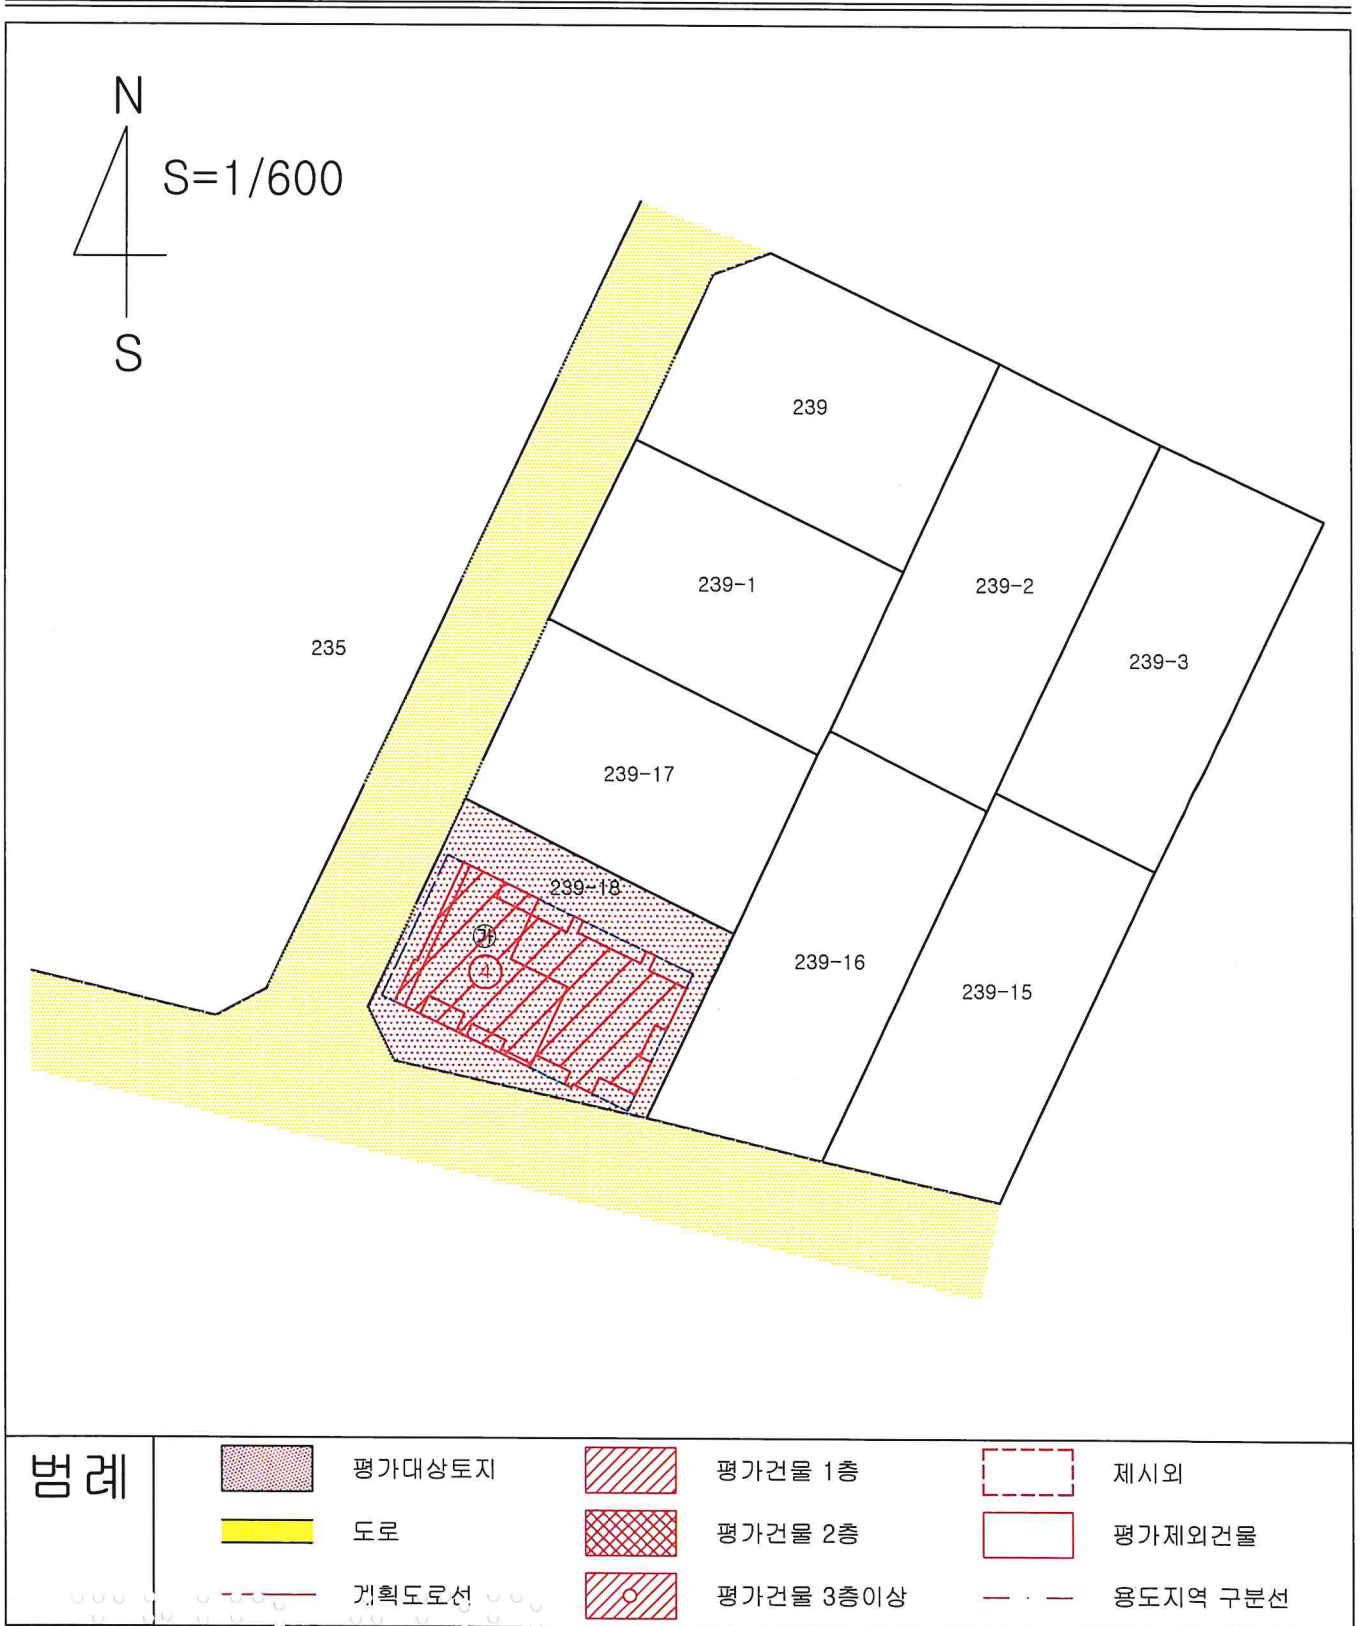 N
S=1/600
S
239
239-1
239-2
235
239-3
239-17
239-18
㉮
4
239-16
239-15
범례
평가대상토지
평가건물 1층
제시외
도로
평가건물 2층
평가제외건물
계획도로선
평가건물 3층이상
용도지역 구분선